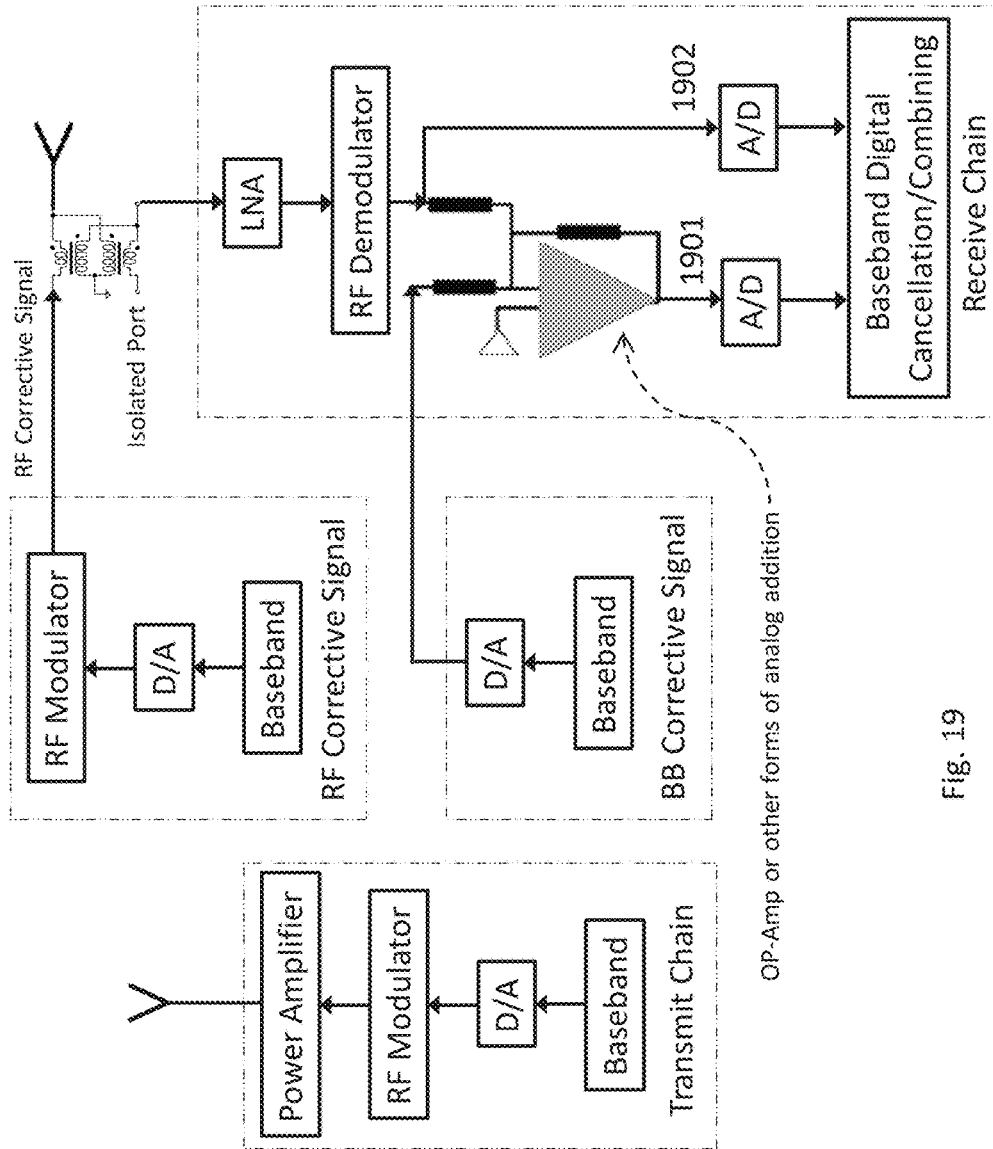 Power Amplifier
RF Modulator
D/A
Baseband
Transmit Chain
RF Modulator
D/A
Baseband
RF Corrective Signal
D/A
Baseband
BB Corrective Signal
RF Corrective Signal
Isolated Port
LNA
RF Demodulator
1901
1902
A/D
A/D
Baseband Digital
Cancellation/Combining
Receive Chain
OP-Amp or other forms of analog addition
Fig. 19